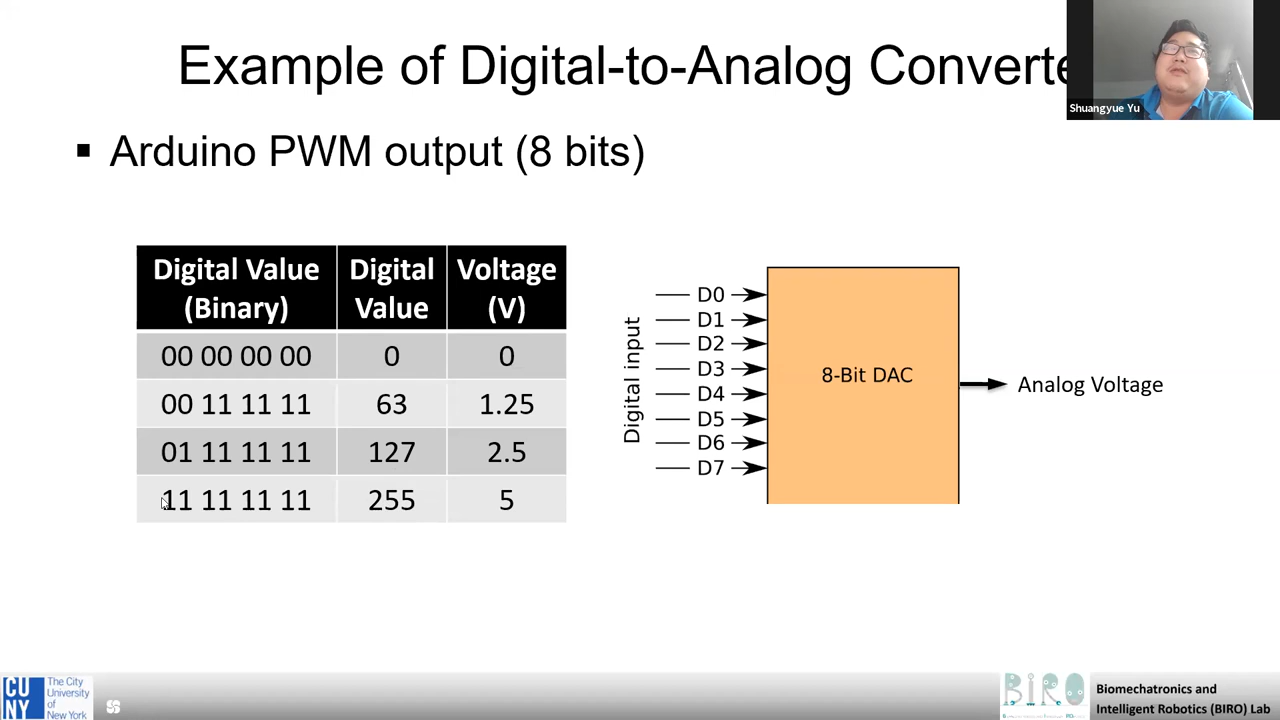 Example of Digital-to-Analog Converte
Shuangyue Yu
▪ Arduino PWM output (8 bits)
Digital Value (Binary) Digital Value Voltage (V)
00 00 00 00 0 0
00 11 11 11 63 1.25
01 11 11 11 127 2.5
11 11 11 11 255 5
Digital input
D0
D1
D2
D3
D4
D5
D6
D7
8-Bit DAC
Analog Voltage
CU
NY
The City
University
of
New York
BIRO
Biomechatronics and
Intelligent Robotics (BIRO) Lab